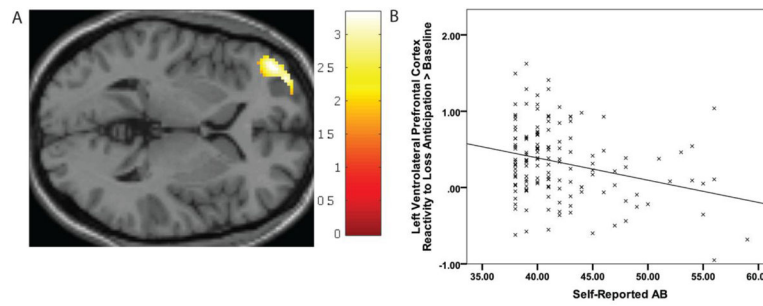 A
3
2 5
2
1 5
1
0 5
0
B
Left Ventrolateral Prefrontal Cortex
Reactivity to Loss Anticipation > Baseline
2.00
1.00
.00
-1.00
35.00 40.00 45.00 50.00 55.00 60.0
Self-Reported AB